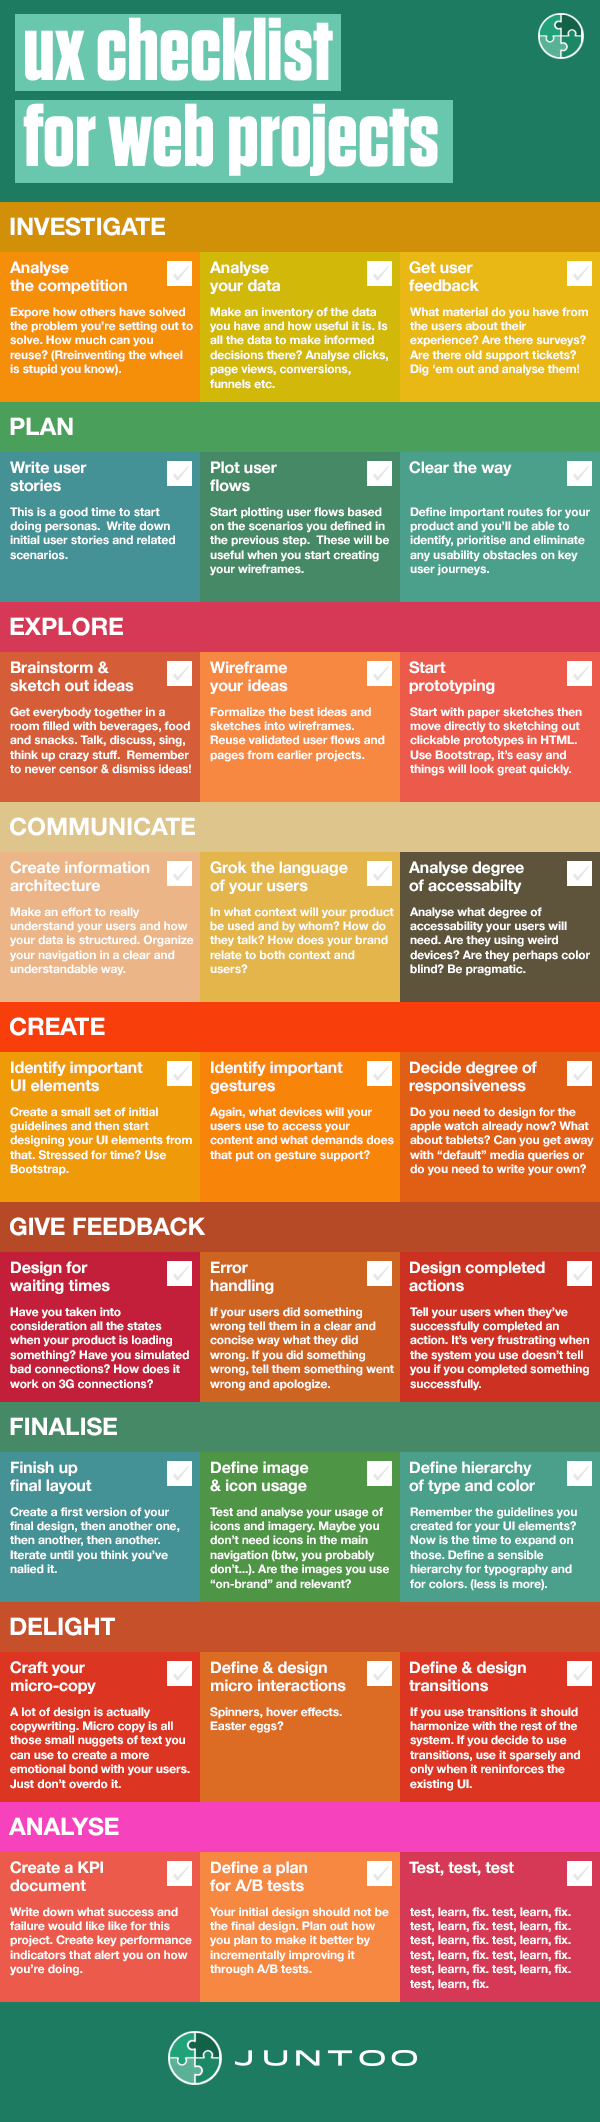 ux checklist
for web projects
INVESTIGATE
Analyse
the competition
Expore how others have solved
the problem you're setting out to
solve. How much can you
reuse? (Rreinventing the wheel
is stupid you know).
Analyse
your data
Make an inventory of the data
you have and how useful it is. Is
all the data to make informed
decisions there? Analyse clicks,
page views, conversions,
funnels etc.
Get user
feedback
What material do you have from
the users about their
experience? Are there surveys?
Are there old support tickets?
Dig 'em out and analyse them!
PLAN
Write user
stories
This is a good time to start
doing personas. Write down
initial user stories and related
scenarios.
Plot user
flows
Start plotting user flows based
on the scenarios you defined in
the previous step. These will be
useful when you start creating
your wireframes.
Clear the way
Define important routes for your
product and you'll be able to
identify, prioritise and eliminate
any usability obstacles on key
user journeys.
EXPLORE
Brainstorm &
sketch out ideas
Get everybody together in a
room filled with beverages, food
and snacks. Talk, discuss, sing,
think up crazy stuff. Remember
to never censor & dismiss ideas!
Wireframe
your ideas
Formalize the best ideas and
sketches into wireframes.
Reuse validated user flows and
pages from earlier projects.
Start
prototyping
Start with paper sketches then
move directly to sketching out
clickable prototypes in HTML.
Use Bootstrap, it's easy and
things will look great quickly.
COMMUNICATE
Create information
architecture
Make an effort to really
understand your users and how
your data is structured. Organize
your navigation in a clear and
understandable way.
Grok the language
of your users
In what context will your product
be used and by whom? How do
they talk? How does your brand
relate to both context and
users?
Analyse degree
of accessabilty
Analyse what degree of
accessability your users will
need. Are they using weird
devices? Are they perhaps color
blind? Be pragmatic.
CREATE
Identify important
UI elements
Create a small set of initial
guidelines and then start
designing your UI elements from
that. Stressed for time? Use
Bootstrap.
Identify important
gestures
Again, what devices will your
users use to access your
content and what demands does
that put on gesture support?
Decide degree of
responsiveness
Do you need to design for the
apple watch already now? What
about tablets? Can you get away
with "default" media queries or
do you need to write your own?
GIVE FEEDBACK
Design for
waiting times
Have you taken into
consideration all the states
when your product is loading
something? Have you simulated
bad connections? How does it
work on 3G connections?
Error
handling
If your users did something
wrong tell them in a clear and
concise way what they did
wrong. If you did something
wrong, tell them something went
wrong and apologize.
Design completed
actions
Tell your users when they've
successfully completed an
action. It's very frustrating when
the system you use doesn't tell
you if you completed something
successfully.
FINALISE
Finish up
final layout
Create a first version of your
final design, then another one,
then another, then another.
Iterate until you think you've
nalied it.
Define image
& icon usage
Test and analyse your usage of
icons and imagery. Maybe you
don't need icons in the main
navigation (btw, you probably
don't...). Are the images you use
"on-brand" and relevant?
Define hierarchy
of type and color
Remember the guidelines you
created for your UI elements?
Now is the time to expand on
those. Define a sensible
hierarchy for typography and
for colors. (less is more).
DELIGHT
Craft your
micro-copy
A lot of design is actually
copywriting. Micro copy is all
those small nuggets of text you
can use to create a more
emotional bond with your users.
Just don't overdo it.
Define & design
micro interactions
Spinners, hover effects.
Easter eggs?
Define & design
transitions
If you use transitions it should
harmonize with the rest of the
system. If you decide to use
transitions, use it sparsely and
only when it reninforces the
existing UI.
ANALYSE
Create a KPI
document
Write down what success and
failure would like like for this
project. Create key performance
indicators that alert you on how
you're doing.
Define a plan
for A/B tests
Your initial design should not be
the final design. Plan out how
you plan to make it better by
incrementally improving it
through A/B tests.
Test, test, test
test, learn, fix. test, learn, fix.
test, learn, fix. test, learn, fix.
test, learn, fix. test, learn, fix.
test, learn, fix. test, learn, fix.
test, learn, fix. test, learn, fix.
test, learn, fix.
JUNTOO